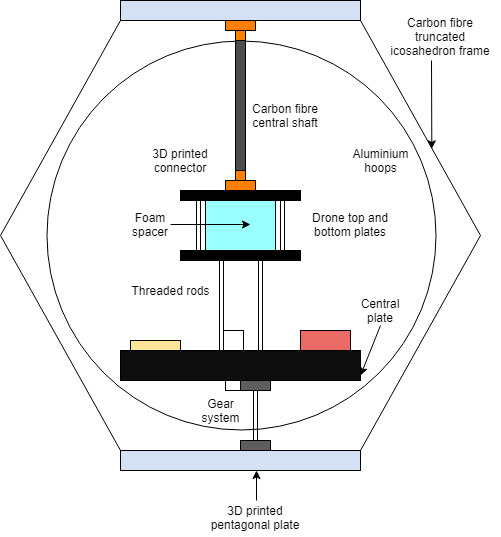 Carbon fibre
truncated
icosahedron frame
Carbon fibre
central shaft
3D printed
connector
Aluminium
hoops
Foam
spacer
Drone top and
bottom plates
Threaded rods
Central
plate
Gear
system
3D printed
pentagonal plate